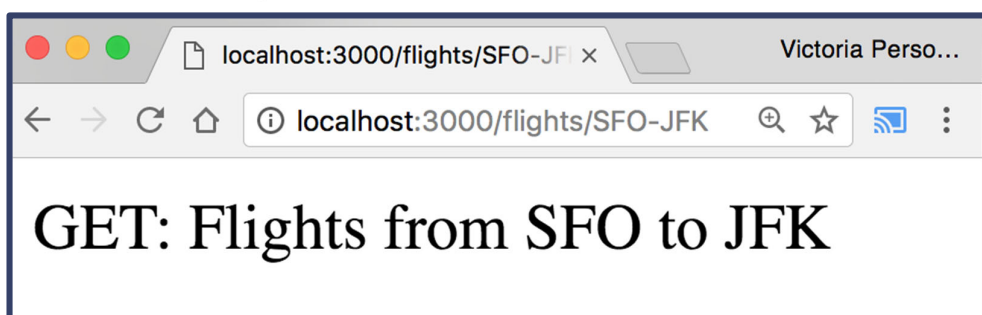 localhost:3000/flights/SFO-JF
Victoria Perso...
localhost:3000/flights/SFO-JFK
GET: Flights from SFO to JFK